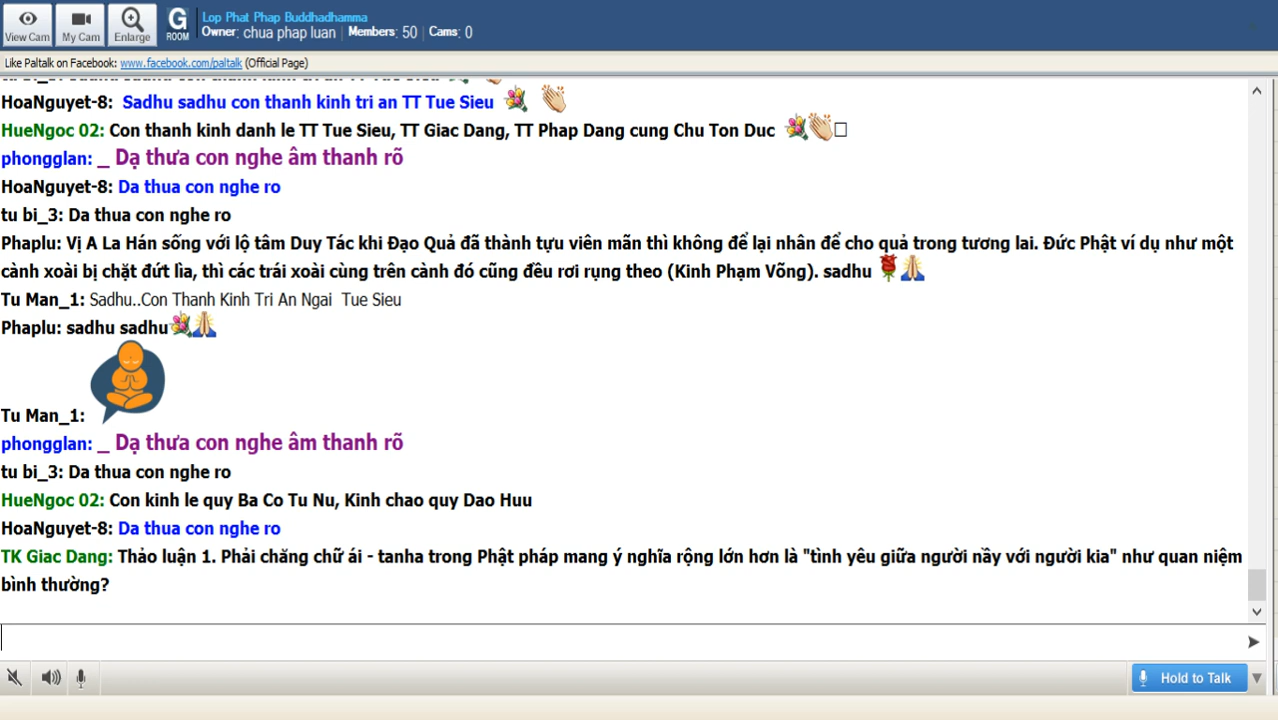 View Cam
My Cam
Enlarge
G
ROOM
Lop Phat Phap Buddhadhamma
Owner: chua phap luan | Members: 50 | Cams: 0
Like Paltalk on Facebook: www.facebook.com/paltalk (Official Page)
HoaNguyet-8: Sadhu sadhu con thanh kinh tri an TT Tue Sieu
HueNgoc 02: Con thanh kinh danh le TT Tue Sieu, TT Giac Dang, TT Phap Dang cung Chu Ton Duc
phongglan: _ Dạ thưa con nghe âm thanh rõ
HoaNguyet-8: Da thua con nghe ro
tu bi_3: Da thua con nghe ro
Phaplu: Vị A La Hán sống với lộ tâm Duy Tác khi Đạo Quả đã thành tựu viên mãn thì không để lại nhân để cho quả trong tương lai. Đức Phật ví dụ như một
cành xoài bị chặt đứt lìa, thì các trái xoài cùng trên cành đó cũng đều rơi rụng theo (Kinh Phạm Võng). sadhu
Tu Man_1: Sadhu..Con Thanh Kinh Tri An Ngai Tue Sieu
Phaplu: sadhu sadhu
Tu Man_1:
phongglan: _ Dạ thưa con nghe âm thanh rõ
tu bi_3: Da thua con nghe ro
HueNgoc 02: Con kinh le quy Ba Co Tu Nu, Kinh chao quy Dao Huu
HoaNguyet-8: Da thua con nghe ro
TK Giac Dang: Thảo luận 1. Phải chăng chữ ái - tanha trong Phật pháp mang ý nghĩa rộng lớn hơn là "tình yêu giữa người nầy với người kia" như quan niệm
bình thường?
Hold to Talk